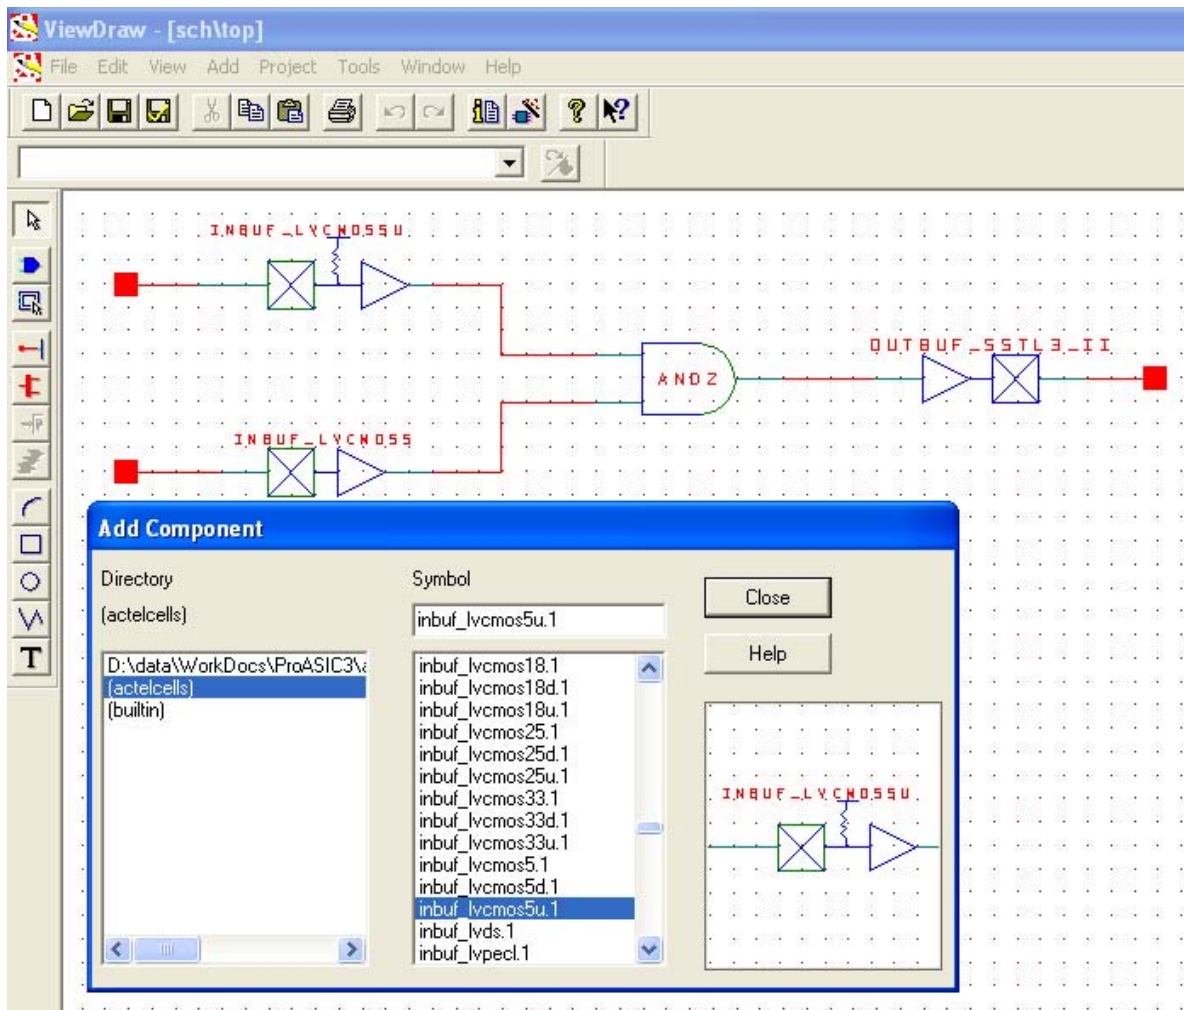 ViewDraw - [sch\top]
File Edit View Add Project Tools Window Help
INBUF_LVCMOS5U
OUTBUF_SSTL3_II
AND2
INBUF_LVCMOS5
T
Add Component
Directory
Symbol
Close
(actelcells)
inbuf_lvcmos5u.1
Help
D:\data\WorkDocs\ProASIC3\a
(actelcells)
(builtin)
inbuf_lvcmos18.1
inbuf_lvcmos18d.1
inbuf_lvcmos18u.1
inbuf_lvcmos25.1
inbuf_lvcmos25d.1
inbuf_lvcmos25u.1
inbuf_lvcmos33.1
inbuf_lvcmos33d.1
inbuf_lvcmos33u.1
inbuf_lvcmos5.1
inbuf_lvcmos5d.1
inbuf_lvcmos5u.1
inbuf_lvds.1
inbuf_lvpecl.1
INBUF_LVCMOS5U